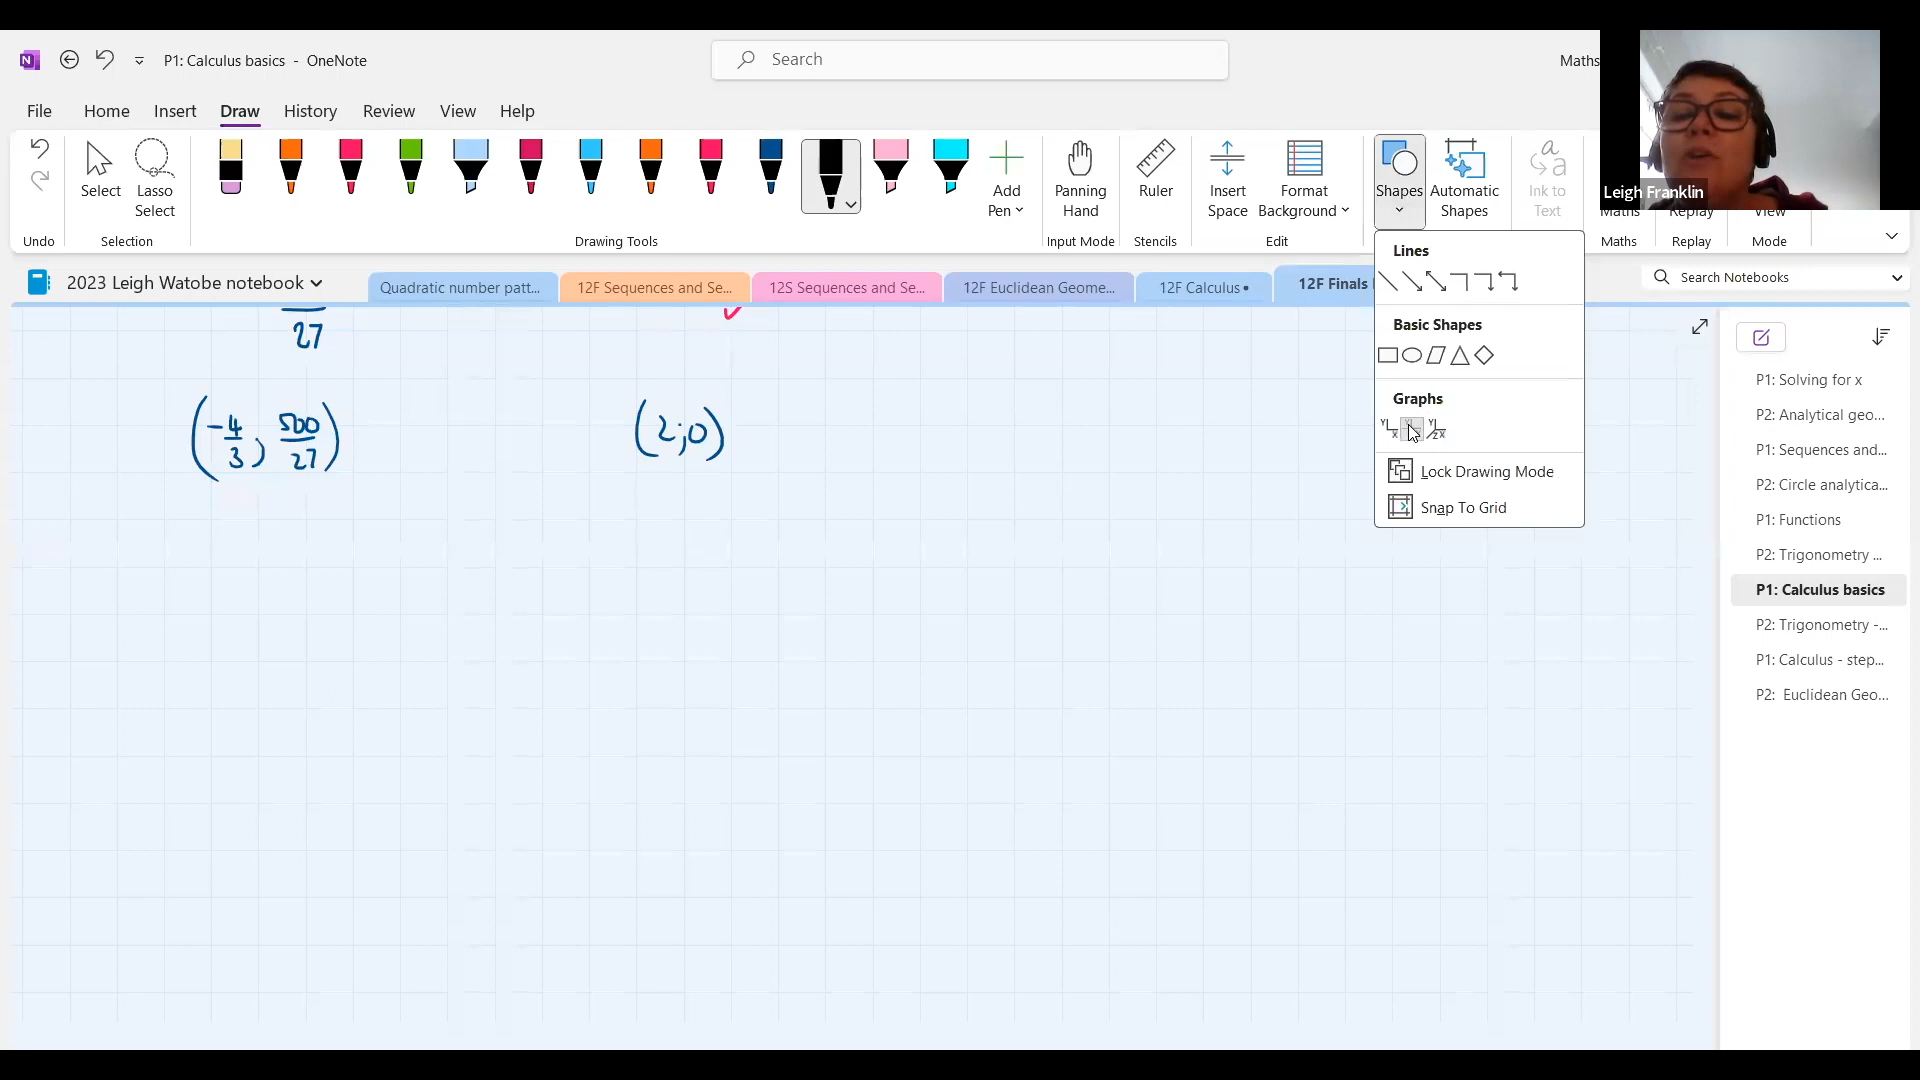 P1: Calculus basics - OneNote
Search
Maths
File Home Insert Draw History Review View Help
Select
Lasso Select
Add Pen
Panning Hand
Ruler
Insert Space
Format Background
Shapes
Automatic Shapes
Ink to Text
Maths
Replay
View
Leigh Franklin
Undo Selection Drawing Tools Input Mode Stencils Edit Maths Replay Mode
Lines
Basic Shapes
Graphs
Lock Drawing Mode
Snap To Grid
2023 Leigh Watobe notebook
Quadratic number patt...
12F Sequences and Se...
12S Sequences and Se...
12F Euclidean Geome...
12F Calculus •
12F Finals
Search Notebooks
27
(-4/3, 500/27)
(2;0)
P1: Solving for x
P2: Analytical geo...
P1: Sequences and...
P2: Circle analytica...
P1: Functions
P2: Trigonometry ...
P1: Calculus basics
P2: Trigonometry -...
P1: Calculus - step...
P2: Euclidean Geo...